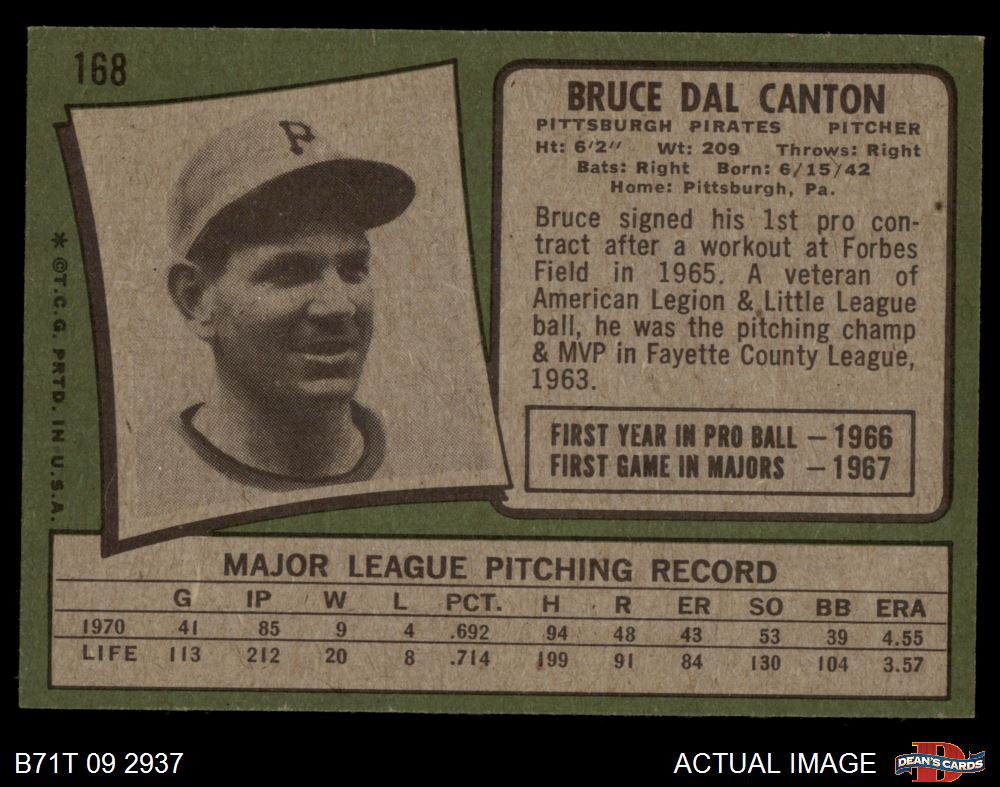 168
P
* ©T.C.G. PRTD. IN U.S.A.
BRUCE DAL CANTON
PITTSBURGH PIRATES PITCHER
Ht: 6'2" Wt: 209 Throws: Right
Bats: Right Born: 6/15/42
Home: Pittsburgh, Pa.
Bruce signed his 1st pro con-
tract after a workout at Forbes
Field in 1965. A veteran of
American Legion & Little League
ball, he was the pitching champ
& MVP in Fayette County League,
1963.
FIRST YEAR IN PRO BALL — 1966
FIRST GAME IN MAJORS — 1967
MAJOR LEAGUE PITCHING RECORD
G IP W L PCT. H R ER SO BB ERA
1970 41 85 9 4 .692 94 48 43 53 39 4.55
LIFE 113 212 20 8 .714 199 91 84 130 104 3.57
B71T 09 2937
ACTUAL IMAGE
D
DEAN'S CARDS